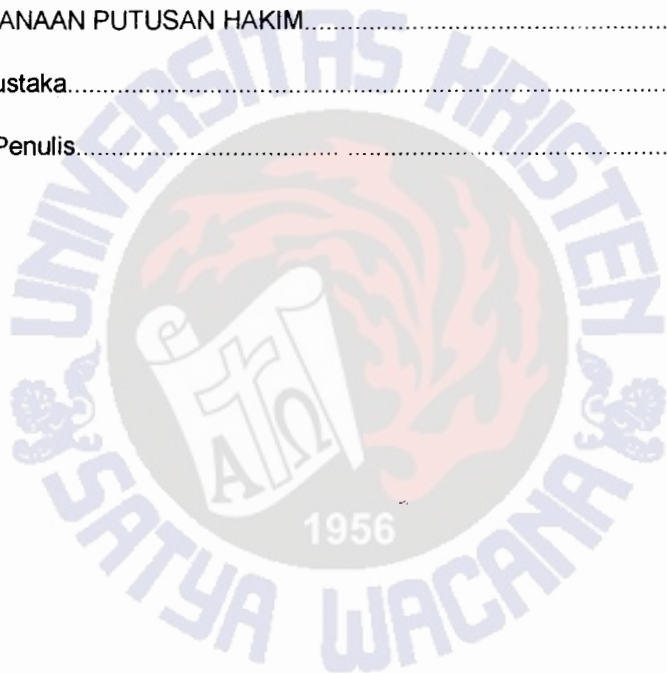 ANAAN PUTUSAN HAKIM
ustaka
Penulis
UNIVERSITAS KRISTEN
SATYA WACANA
A Ω
1956